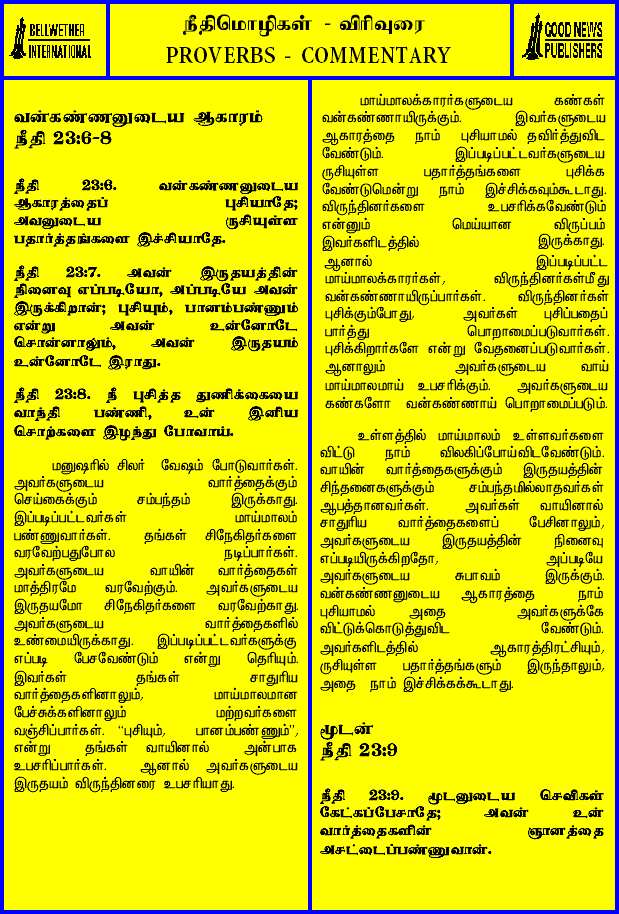 BELLWETHER
INTERNATIONAL
நீதிமொழிகள் - விரிவுரை
PROVERBS - COMMENTARY
GOOD NEWS
PUBLISHERS
வன்கண்ணனுடைய ஆகாரம்
நீதி 23:6-8
நீதி 23:6. வன்கண்ணனுடைய
ஆகாரத்தைப் புசியாதே;
அவனுடைய ருசியுள்ள
பதார்த்தங்களை இச்சியாதே.
நீதி 23:7. அவன் இருதயத்தின்
நினைவு எப்படியோ, அப்படியே அவன்
இருக்கிறான்; புசியும், பானம்பண்ணும்
என்று அவன் உன்னோடே
சொன்னாலும், அவன் இருதயம்
உன்னோடே இராது.
நீதி 23:8. நீ புசித்த துணிக்கையை
வாந்தி பண்ணி, உன் இனிய
சொற்களை இழந்து போவாய்.
மனுஷரில் சிலர் வேஷம் போடுவார்கள்.
அவர்களுடைய வார்த்தைக்கும்
செய்கைக்கும் சம்பந்தம் இருக்காது.
இப்படிப்பட்டவர்கள் மாய்மாலம்
பண்ணுவார்கள். தங்கள் சிநேகிதர்களை
வரவேற்பதுபோல நடிப்பார்கள்.
அவர்களுடைய வாயின் வார்த்தைகள்
மாத்திரமே வரவேற்கும். அவர்களுடைய
இருதயமோ சிநேகிதர்களை வரவேற்காது.
அவர்களுடைய வார்த்தைகளில்
உண்மையிருக்காது. இப்படிப்பட்டவர்களுக்கு
எப்படி பேசவேண்டும் என்று தெரியும்.
இவர்கள் தங்கள் சாதுரிய
வார்த்தைகளினாலும், மாய்மாலமான
பேச்சுக்களினாலும் மற்றவர்களை
வஞ்சிப்பார்கள். “புசியும், பானம்பண்ணும்”,
என்று தங்கள் வாயினால் அன்பாக
உபசரிப்பார்கள். ஆனால் அவர்களுடைய
இருதயம் விருந்தினரை உபசரியாது.
மாய்மாலக்காரர்களுடைய கண்கள்
வன்கண்ணாயிருக்கும். இவர்களுடைய
ஆகாரத்தை நாம் புசியாமல் தவிர்த்துவிட
வேண்டும். இப்படிப்பட்டவர்களுடைய
ருசியுள்ள பதார்த்தங்களை புசிக்க
வேண்டுமென்று நாம் இச்சிக்கவும்கூடாது.
விருந்தினர்களை உபசரிக்கவேண்டும்
என்னும் மெய்யான விருப்பம்
இவர்களிடத்தில் இருக்காது.
ஆனால் இப்படிப்பட்ட
மாய்மாலக்காரர்கள், விருந்தினர்கள்மீது
வன்கண்ணாயிருப்பார்கள். விருந்தினர்கள்
புசிக்கும்போது, அவர்கள் புசிப்பதைப்
பார்த்து பொறாமைப்படுவார்கள்.
புசிக்கிறார்களே என்று வேதனைப்படுவார்கள்.
ஆனாலும் அவர்களுடைய வாய்
மாய்மாலமாய் உபசரிக்கும். அவர்களுடைய
கண்களோ வன்கண்ணாய் பொறாமைப்படும்.
உள்ளத்தில் மாய்மாலம் உள்ளவர்களை
விட்டு நாம் விலகிப்போய்விடவேண்டும்.
வாயின் வார்த்தைகளுக்கும் இருதயத்தின்
சிந்தனைகளுக்கும் சம்பந்தமில்லாதவர்கள்
ஆபத்தானவர்கள். அவர்கள் வாயினால்
சாதுரிய வார்த்தைகளைப் பேசினாலும்,
அவர்களுடைய இருதயத்தின் நினைவு
எப்படியிருக்கிறதோ, அப்படியே
அவர்களுடைய சுபாவம் இருக்கும்.
வன்கண்ணனுடைய ஆகாரத்தை நாம்
புசியாமல் அதை அவர்களுக்கே
விட்டுக்கொடுத்துவிட வேண்டும்.
அவர்களிடத்தில் ஆகாரத்திரட்சியும்,
ருசியுள்ள பதார்த்தங்களும் இருந்தாலும்,
அதை நாம் இச்சிக்கக்கூடாது.
மூடன்
நீதி 23:9
நீதி 23:9. மூடனுடைய செவிகள்
கேட்கப்பேசாதே; அவன் உன்
வார்த்தைகளின் ஞானத்தை
அசட்டைப்பண்ணுவான்.